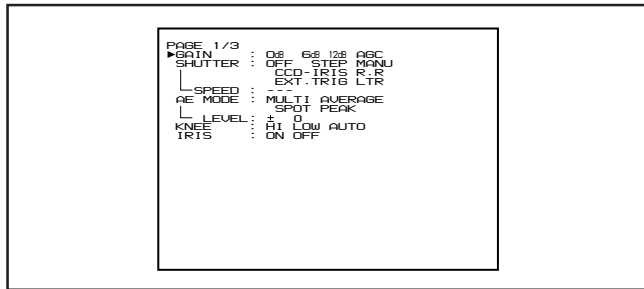 PAGE 1/3
►GAIN : 0dB 6dB 12dB AGC
SHUTTER : OFF STEP MANU
CCD-IRIS R.R
EXT.TRIG LTR
SPEED : ---
AE MODE : MULTI AVERAGE
SPOT PEAK
LEVEL : ± 0
KNEE : HI LOW AUTO
IRIS : ON OFF